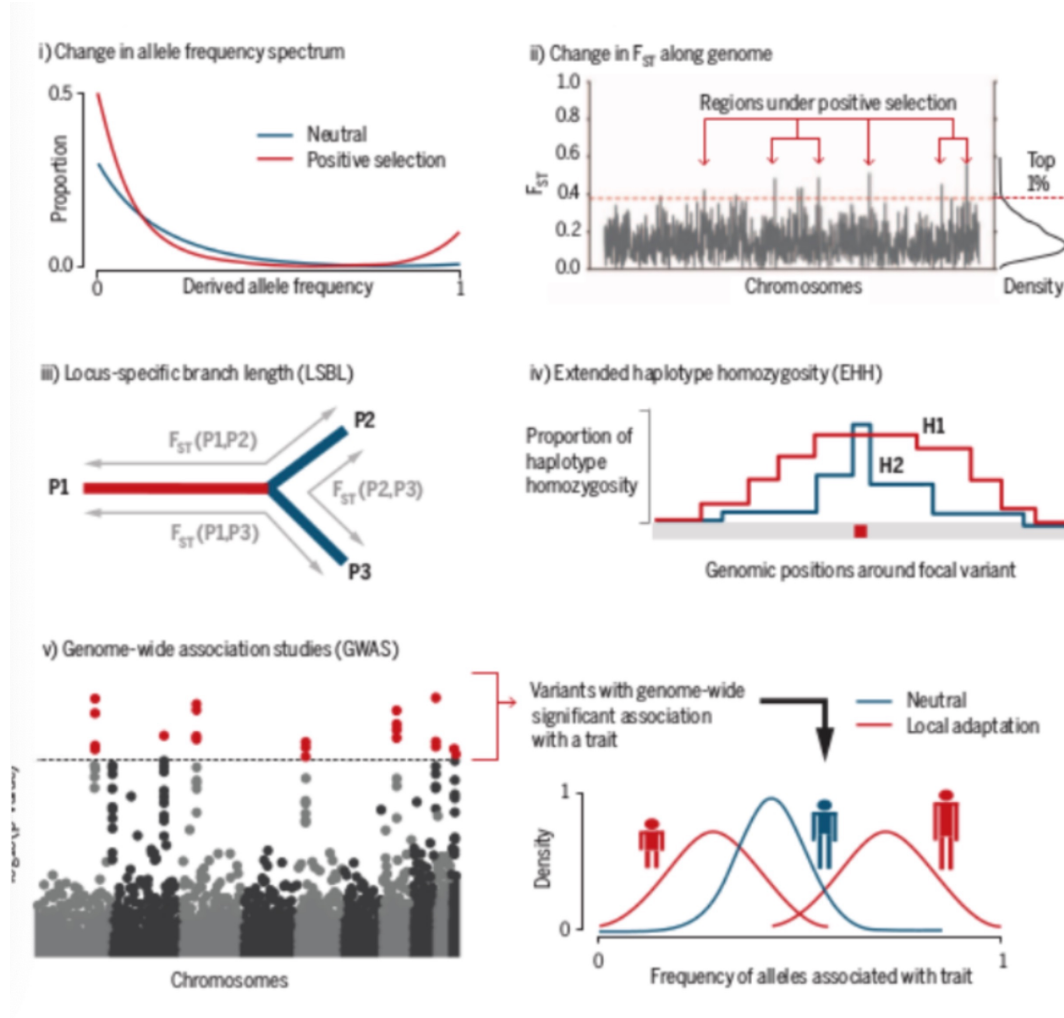 i) Change in allele frequency spectrum
0.5
Proportion
0.0
Neutral
Positive selection
0
Derived allele frequency
1
ii) Change in FST along genome
1.0
0.8
0.6
0.4
0.2
0.0
FST
Regions under positive selection
Top
1%
Chromosomes
Density
iii) Locus-specific branch length (LSBL)
P1
P2
P3
FST (P1,P2)
FST (P2,P3)
FST (P1,P3)
iv) Extended haplotype homozygosity (EHH)
Proportion of
haplotype
homozygosity
H1
H2
Genomic positions around focal variant
v) Genome-wide association studies (GWAS)
Chromosomes
Variants with genome-wide
significant association
with a trait
Neutral
Local adaptation
1
Density
0
0
1
Frequency of alleles associated with trait